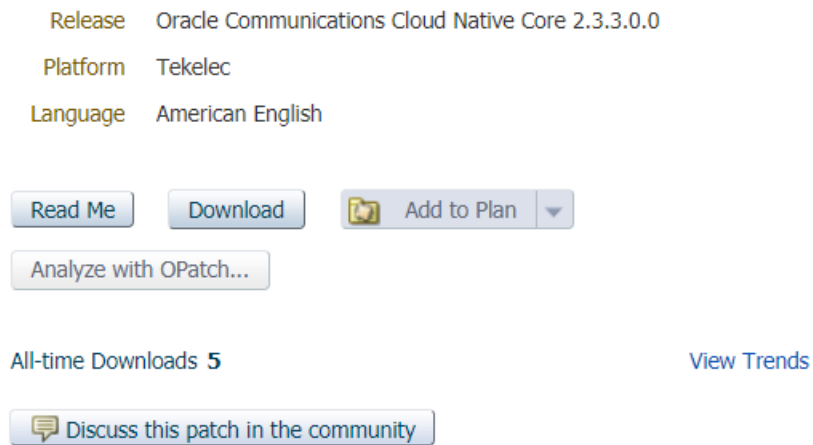 Release Oracle Communications Cloud Native Core 2.3.3.0.0
Platform Tekelec
Language American English
Read Me Download Add to Plan
Analyze with OPatch...
All-time Downloads 5 View Trends
Discuss this patch in the community